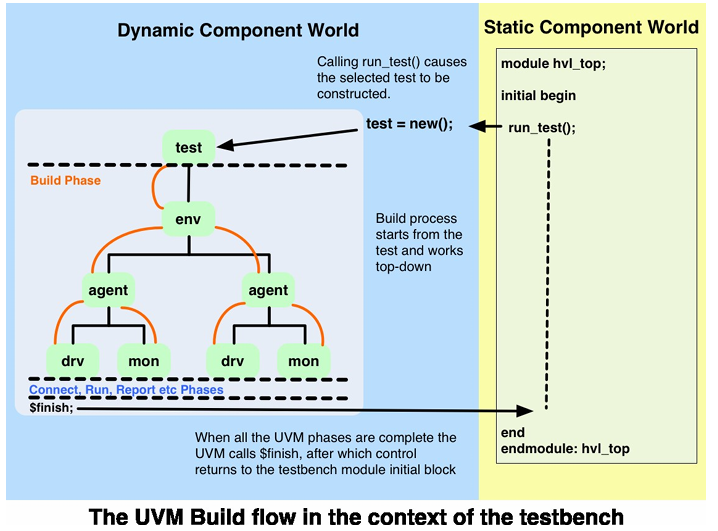 Dynamic Component World
Static Component World
Calling run_test() causes
the selected test to be
constructed.
module hvl_top;
initial begin
test = new();
run_test();
test
Build Phase
env
Build process
starts from the
test and works
top-down
agent
agent
drv
mon
drv
mon
Connect, Run, Report etc Phases
$finish;
When all the UVM phases are complete the
UVM calls $finish, after which control
returns to the testbench module initial block
end
endmodule: hvl_top
The UVM Build flow in the context of the testbench